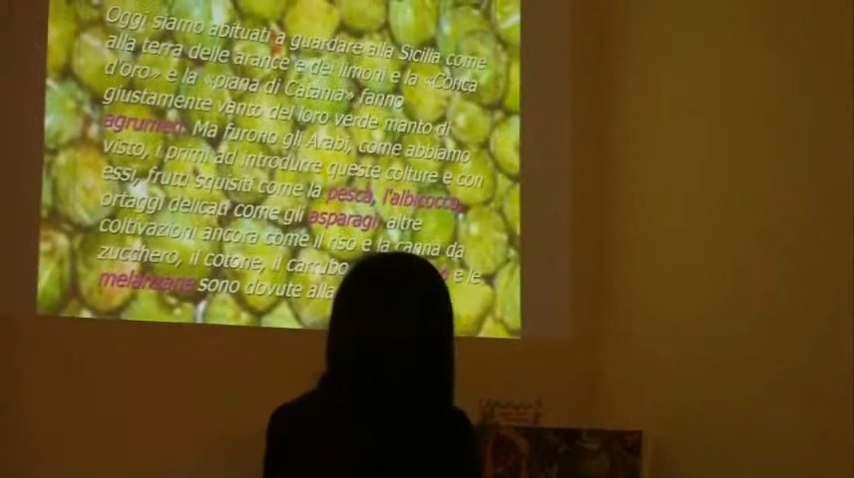 Oggi siamo abituati a guardare alla Sicilia come
alla terra delle arance e dei limoni e la «Conca
d'oro» e la «piana di Catania» fanno
giustamente vanto del loro verde manto di
agrumeti. Ma furono gli Arabi, come abbiamo
visto, i primi ad introdurre queste colture e con
essi, frutti squisiti come la pesca, l'albicocca,
ortaggi delicati come gli asparagi, altre
coltivazioni ancora come il riso e la canna da
zucchero, il cotone, il carrubo e le
melanzane sono dovute alla